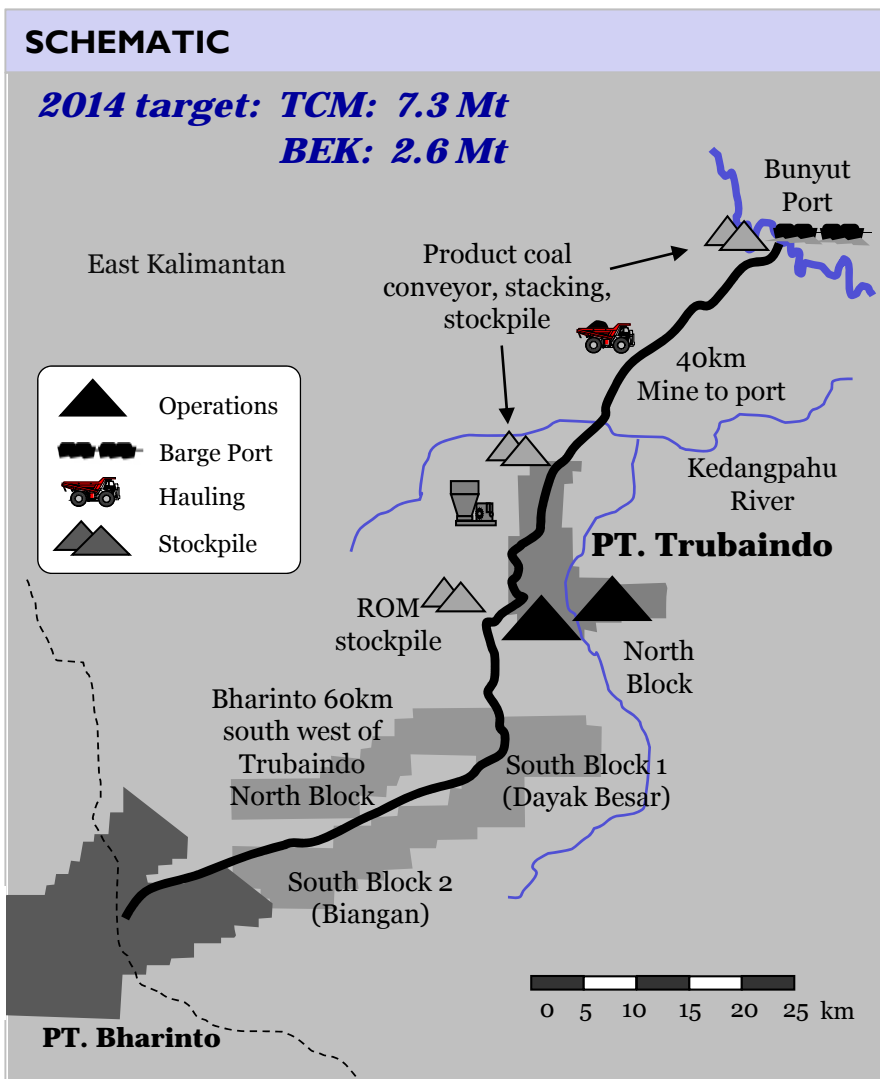 SCHEMATIC
2014 target: TCM: 7.3 Mt
BEK: 2.6 Mt
Bunyut
Port
East Kalimantan
Product coal
conveyor, stacking,
stockpile
40km
Mine to port
Operations
Barge Port
Hauling
Stockpile
Kedangpahu
River
PT. Trubaindo
ROM
stockpile
North
Block
Bharinto 60km
south west of
Trubaindo
North Block
South Block 1
(Dayak Besar)
South Block 2
(Biangan)
0 5 10 15 20 25 km
PT. Bharinto